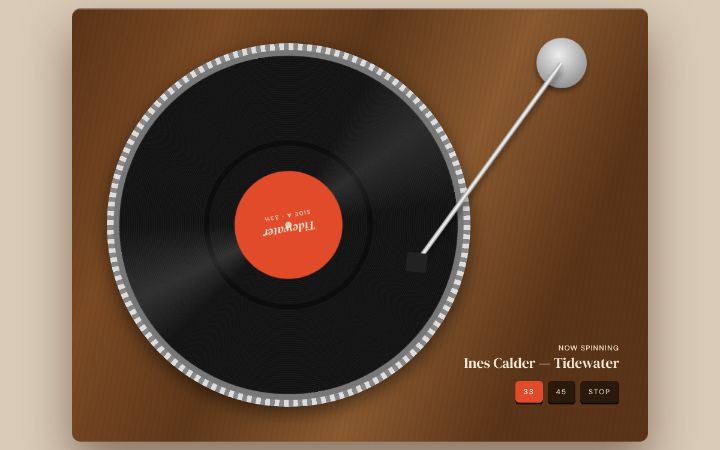 SIDE A · 33⅓
Tidewater
NOW SPINNING
Ines Calder — Tidewater
33 45 STOP